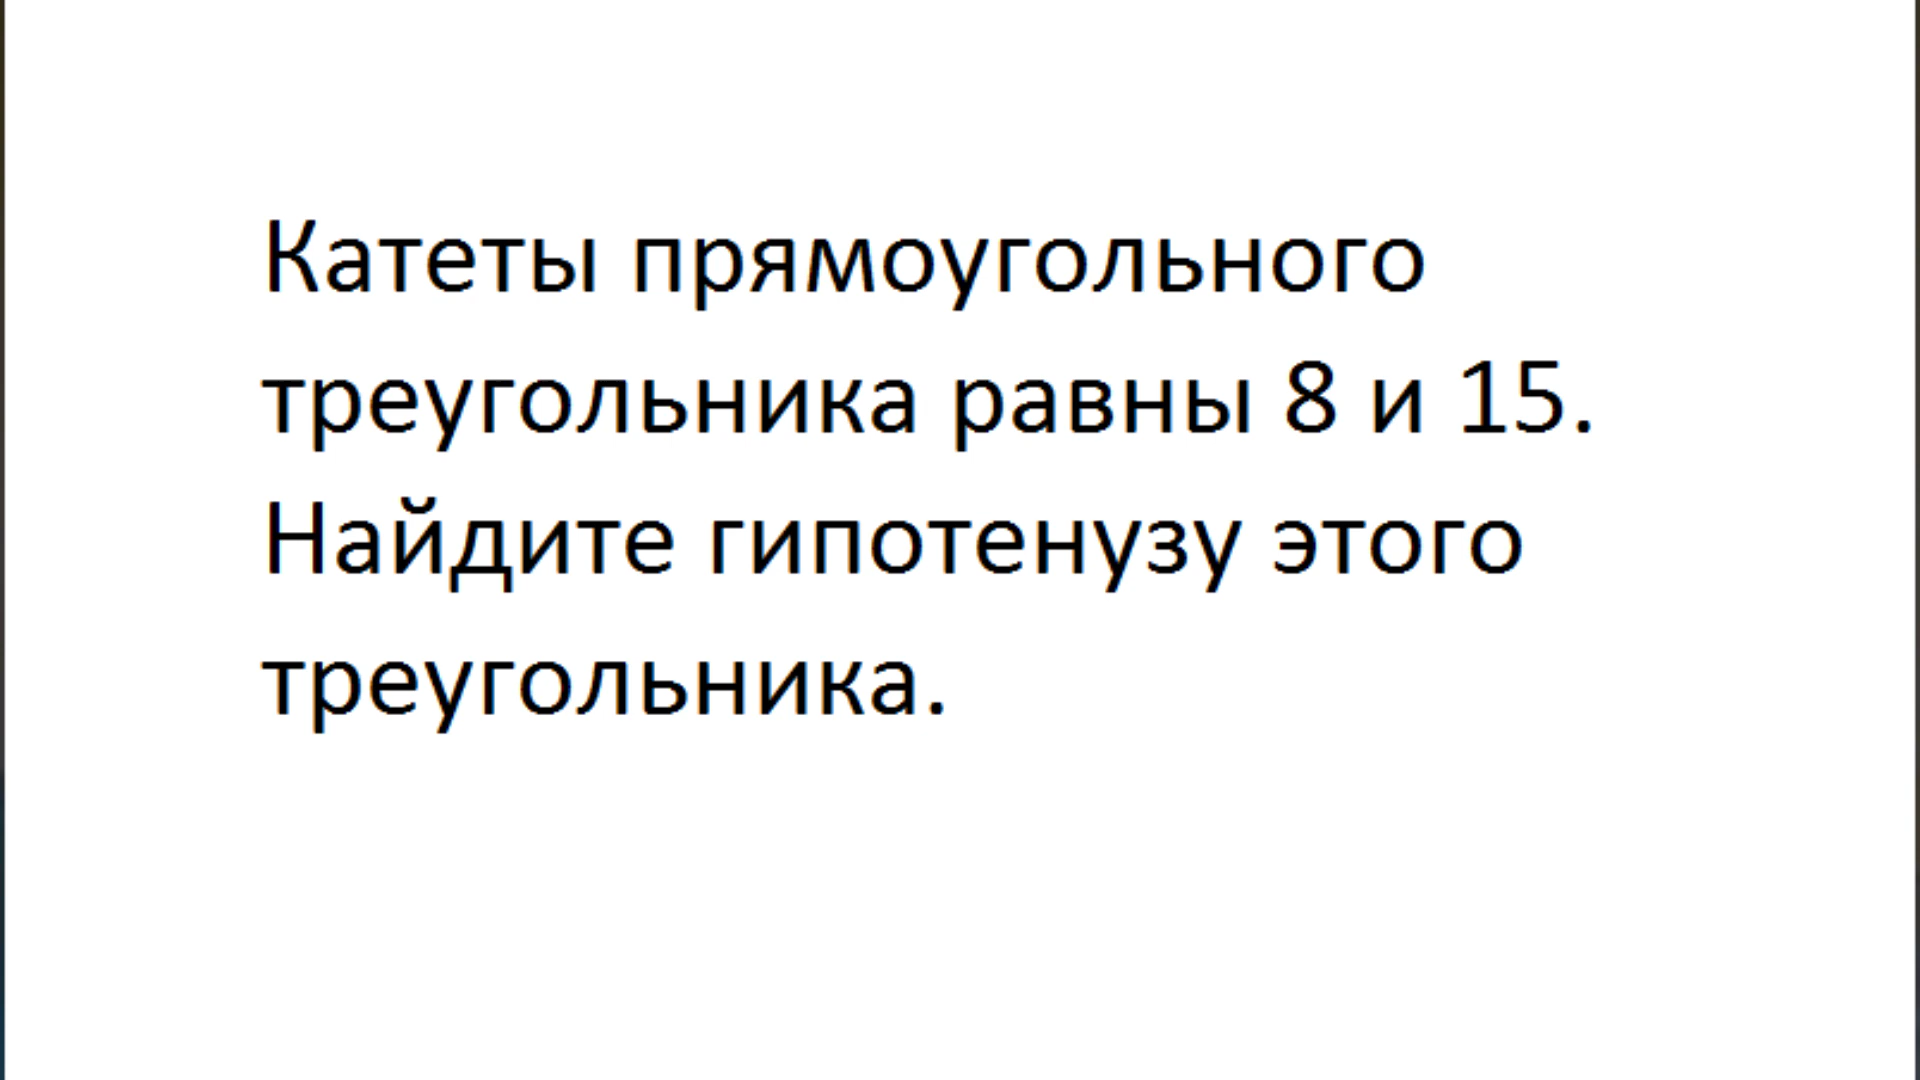 Катеты прямоугольного
треугольника равны 8 и 15.
Найдите гипотенузу этого
треугольника.